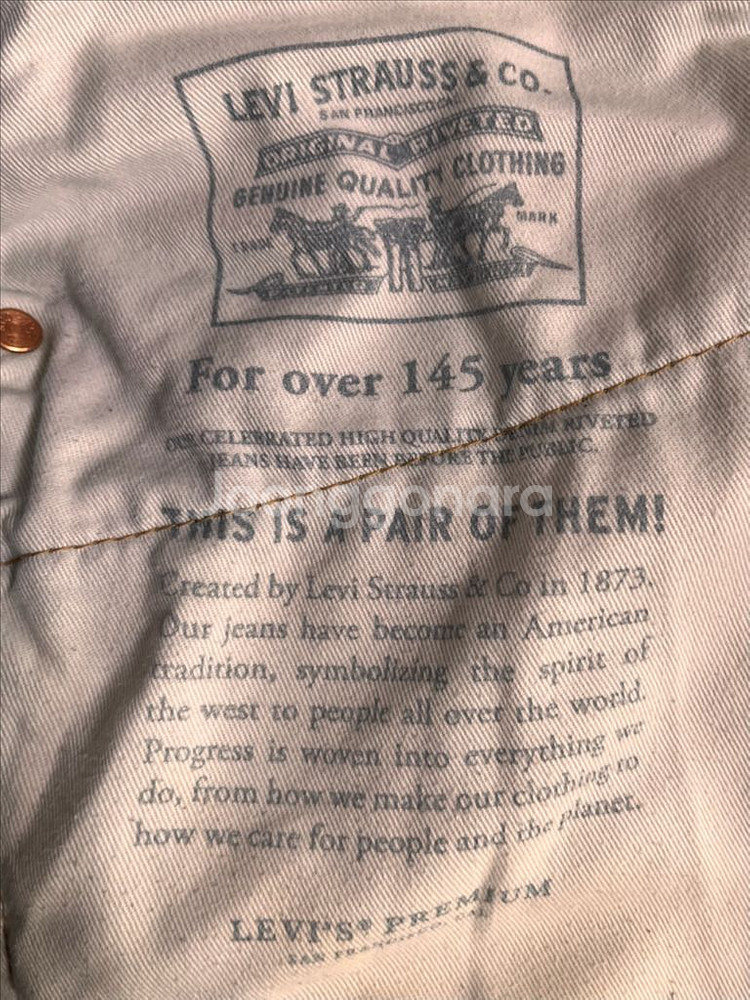 LEVI STRAUSS & CO.
SAN FRANCISCO, CAL.
ORIGINAL RIVETED
GENUINE QUALITY CLOTHING
TRADE MARK
For over 145 years
OUR CELEBRATED HIGH QUALITY DENIM RIVETED
JEANS HAVE BEEN BEFORE THE PUBLIC.
joonggonara
THIS IS A PAIR OF THEM!
Created by Levi Strauss & Co in 1873.
Our jeans have become an American
tradition, symbolizing the spirit of
the west to people all over the world.
Progress is woven into everything we
do, from how we make our clothing to
how we care for people and the planet.
LEVI'S® PREMIUM
SAN FRANCISCO, CAL.